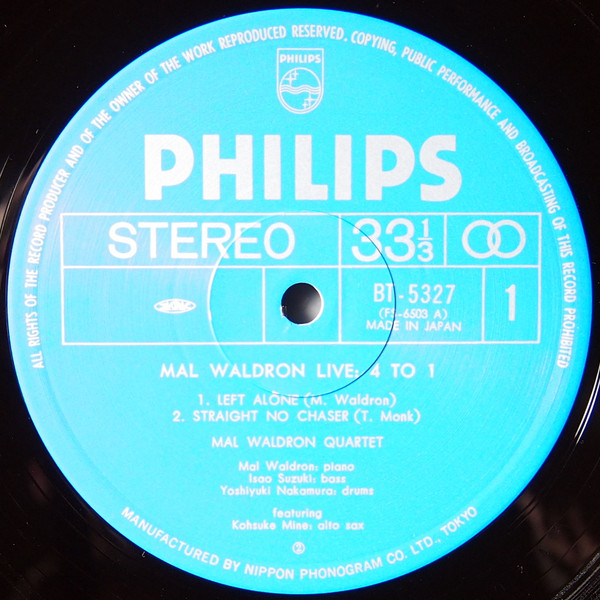 ALL RIGHTS OF THE RECORD PRODUCER AND OF THE OWNER OF THE WORK REPRODUCED RESERVED. COPYING, PUBLIC PERFORMANCE AND BROADCASTING OF THIS RECORD PROHIBITED
PHILIPS
PHILIPS
STEREO 33 1/3
BT-5327 1
(FS-6503 A)
MADE IN JAPAN
MAL WALDRON LIVE: 4 TO 1
1. LEFT ALONE (M. Waldron)
2. STRAIGHT NO CHASER (T. Monk)
MAL WALDRON QUARTET
Mal Waldron: piano
Isao Suzuki: bass
Yoshiyuki Nakamura: drums
featuring
Kohsuke Mine: alto sax
MANUFACTURED BY NIPPON PHONOGRAM CO. LTD., TOKYO